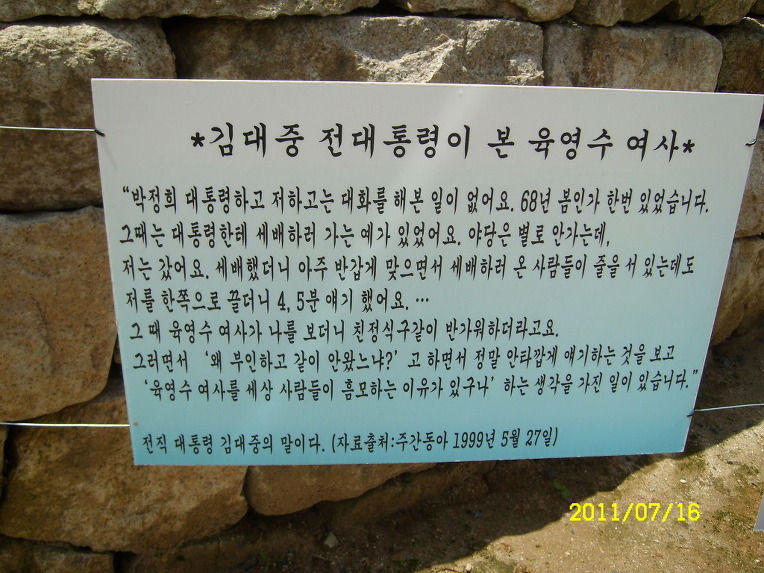 *김대중 전대통령이 본 육영수 여사*
“박정희 대통령하고 저하고는 대화를 해본 일이 없어요. 68년 봄인가 한번 있었습니다.
그때는 대통령한테 세배하러 가는 예가 있었어요. 야당은 별로 안가는데,
저는 갔어요. 세배했더니 아주 반갑게 맞으면서 세배하러 온 사람들이 줄을 서 있는데도
저를 한쪽으로 끌더니 4, 5분 얘기 했어요. …
그 때 육영수 여사가 나를 보더니 친정식구같이 반가워하더라고요.
그러면서 ‘왜 부인하고 같이 안왔느냐?’ 고 하면서 정말 안타깝게 얘기하는 것을 보고
‘육영수 여사를 세상 사람들이 흠모하는 이유가 있구나’ 하는 생각을 가진 일이 있습니다.”
전직 대통령 김대중의 말이다. (자료출처:주간동아 1999년 5월 27일)
2011/07/16